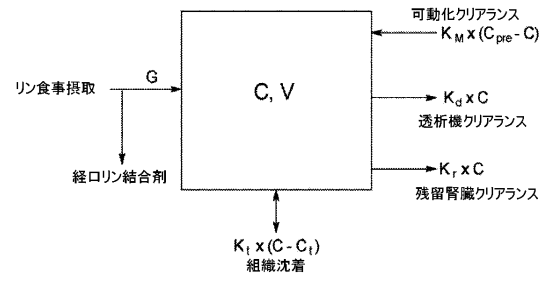 可動化クリアランス
K_M x (C_pre - C)
リン食事摂取
G
C, V
K_d x C
透析機クリアランス
経口リン結合剤
K_r x C
残留腎臓クリアランス
K_t x (C - C_t)
組織沈着